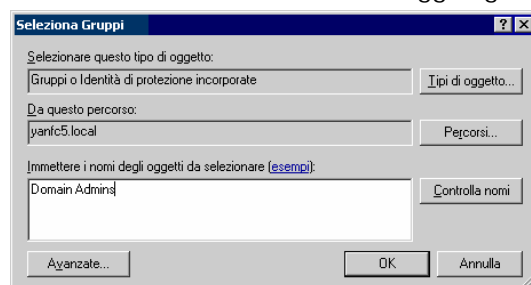 Seleziona Gruppi
Selezionare questo tipo di oggetto:
Gruppi o Identità di protezione incorporate
Tipi di oggetto...
Da questo percorso:
yanfc5.local
Percorsi...
Immettere i nomi degli oggetti da selezionare (esempi):
Domain Admins
Controlla nomi
Avanzate...
OK
Annulla